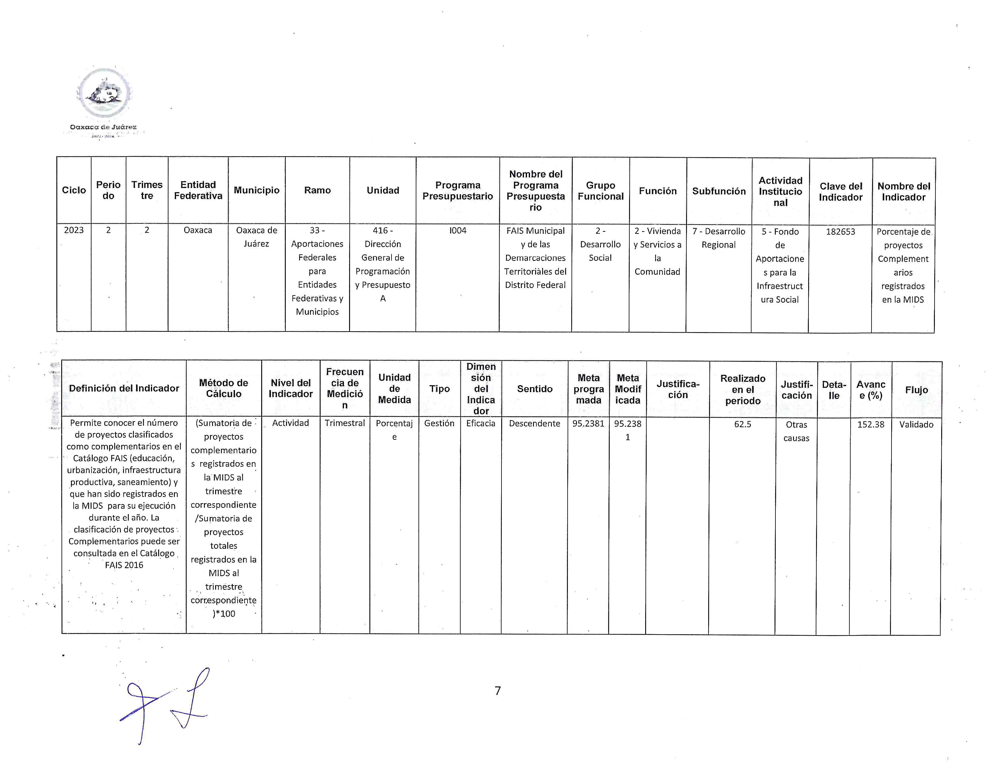 Oaxaca de Juárez
Ciclo
Perio
do
Trimes
tre
Entidad
Federativa
Municipio
Ramo
Unidad
Programa
Presupuestario
Nombre del
Programa
Presupuesta
rio
Grupo
Funcional
Función
Subfunción
Actividad
Institucio
nal
Clave del
Indicador
Nombre del
Indicador
2023
2
2
Oaxaca
Oaxaca de
Juárez
33 -
Aportaciones
Federales
para
Entidades
Federativas y
Municipios
416 -
Dirección
General de
Programación
y Presupuesto
A
I004
FAIS Municipal
y de las
Demarcaciones
Territoriales del
Distrito Federal
2 -
Desarrollo
Social
2 - Vivienda
y Servicios a
la
Comunidad
7 - Desarrollo
Regional
5 - Fondo
de
Aportacione
s para la
Infraestruct
ura Social
182653
Porcentaje de
proyectos
Complement
arios
registrados
en la MIDS
Definición del Indicador
Método de
Cálculo
Nivel del
Indicador
Frecuen
cia de
Medició
n
Unidad
de
Medida
Tipo
Dimen
sión
del
Indica
dor
Sentido
Meta
progra
mada
Meta
Modif
icada
Justifica-
ción
Realizado
en el
periodo
Justifi-
cación
Deta-
lle
Avanc
e (%)
Flujo
Permite conocer el número
de proyectos clasificados
como complementarios en el
Catálogo FAIS (educación,
urbanización, infraestructura
productiva, saneamiento) y
que han sido registrados en
la MIDS para su ejecución
durante el año. La
clasificación de proyectos
Complementarios puede ser
consultada en el Catálogo
FAIS 2016
(Sumatoria de
proyectos
complementario
s registrados en
la MIDS al
trimestre
correspondiente
/Sumatoria de
proyectos
totales
registrados en la
MIDS al
trimestre
correspondiente
)*100
Actividad
Trimestral
Porcentaj
e
Gestión
Eficacia
Descendente
95.2381
95.238
1
62.5
Otras
causas
152.38
Validado
7